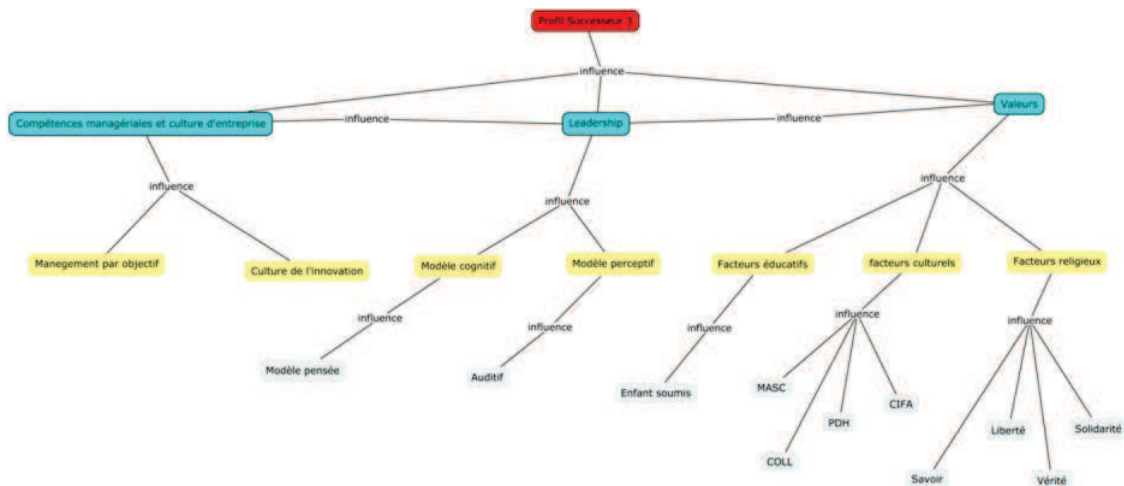 Profil Successeur 3
influence
Valeurs
Compétences managériales et culture d'entreprise
influence
Leadership
influence
influence
influence
influence
Manegement par objectif
Culture de l'innovation
Modèle cognitif
Modèle perceptif
Facteurs éducatifs
facteurs culturels
Facteurs religieux
influence
influence
influence
influence
influence
Modèle pensée
Auditif
Enfant soumis
MASC
CIFA
PDH
COLL
Liberté
Solidarité
Savoir
Vérité